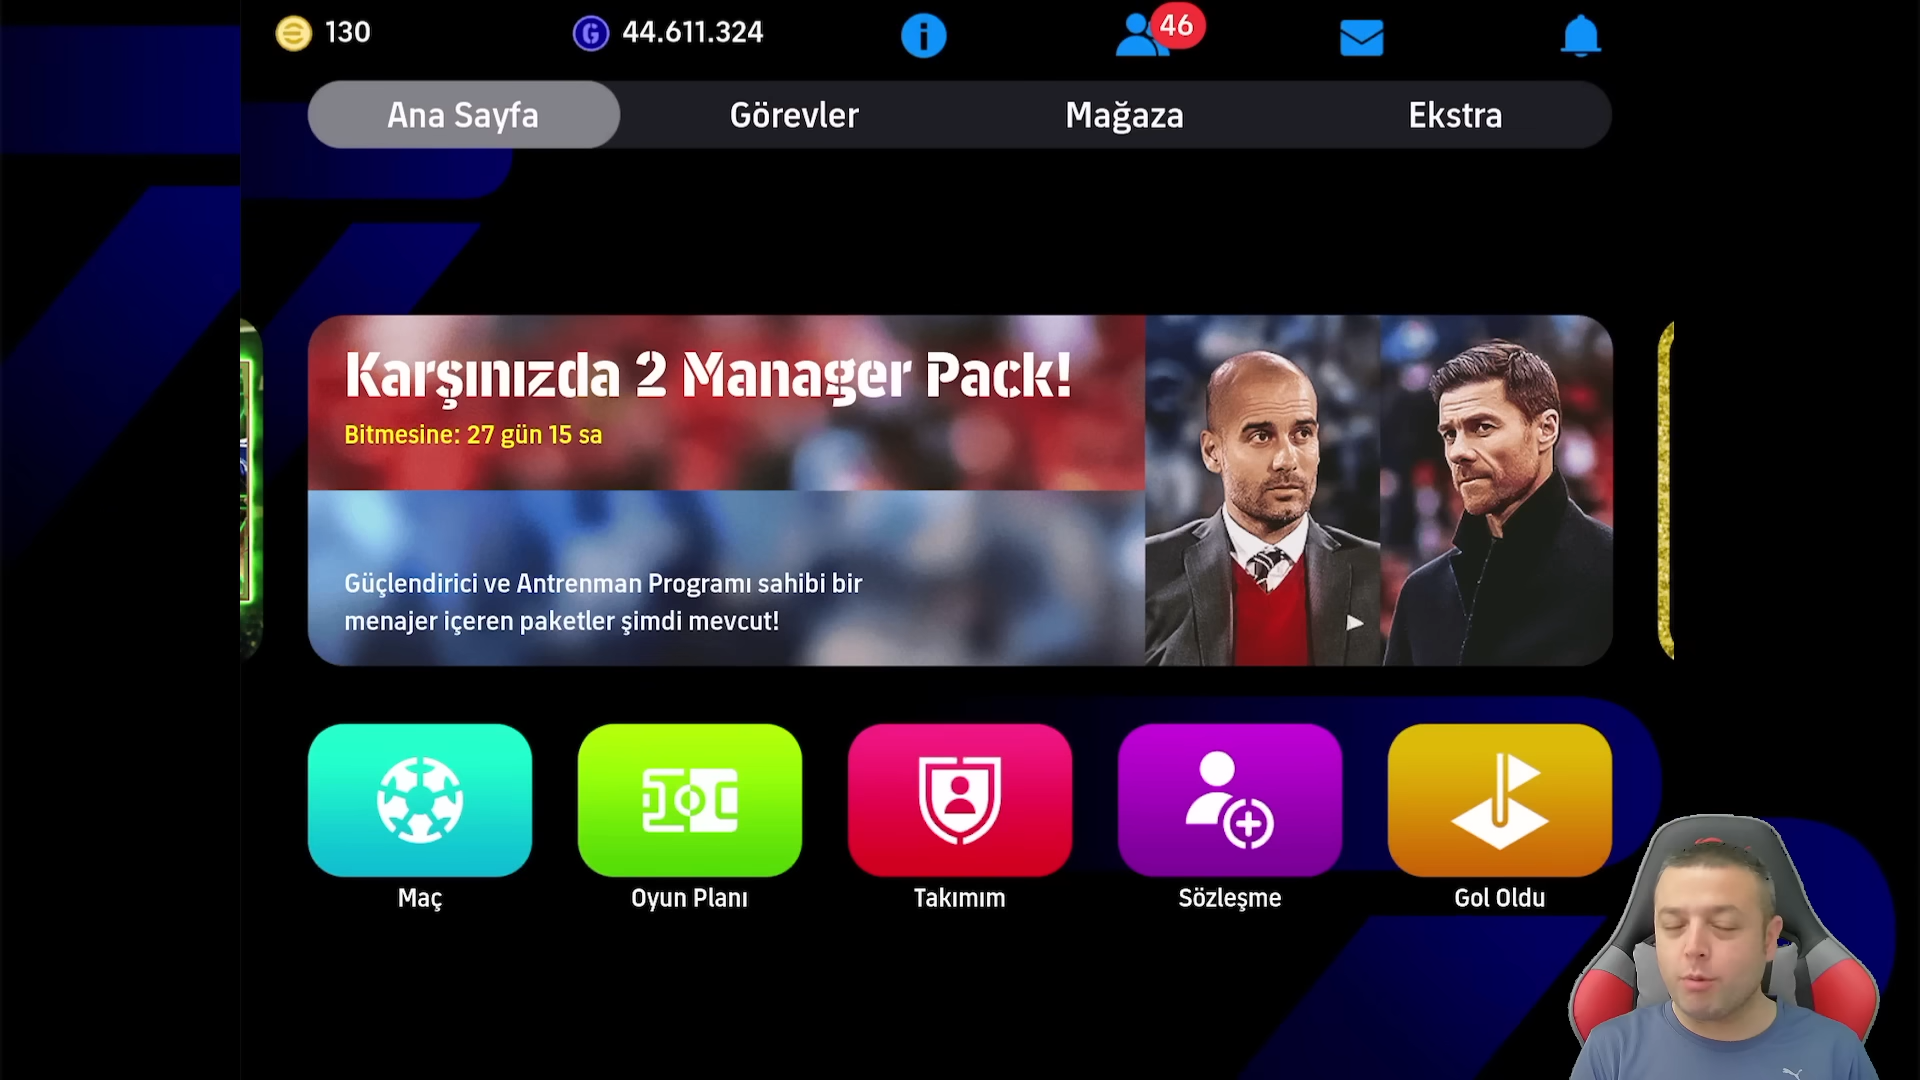 130
44.611.324
46
Ana Sayfa
Görevler
Mağaza
Ekstra
Karşınızda 2 Manager Pack!
Bitmesine: 27 gün 15 sa
Güçlendirici ve Antrenman Programı sahibi bir
menajer içeren paketler şimdi mevcut!
Maç
Oyun Planı
Takımım
Sözleşme
Gol Oldu